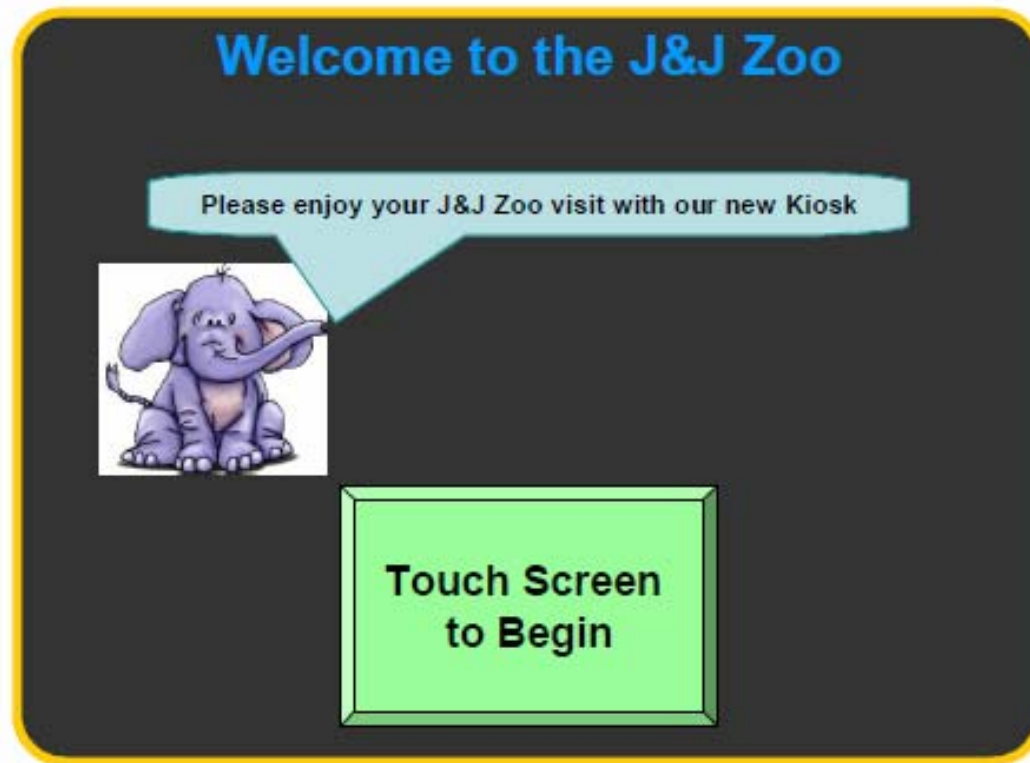 Welcome to the J&J Zoo
Please enjoy your J&J Zoo visit with our new Kiosk
Touch Screen
to Begin